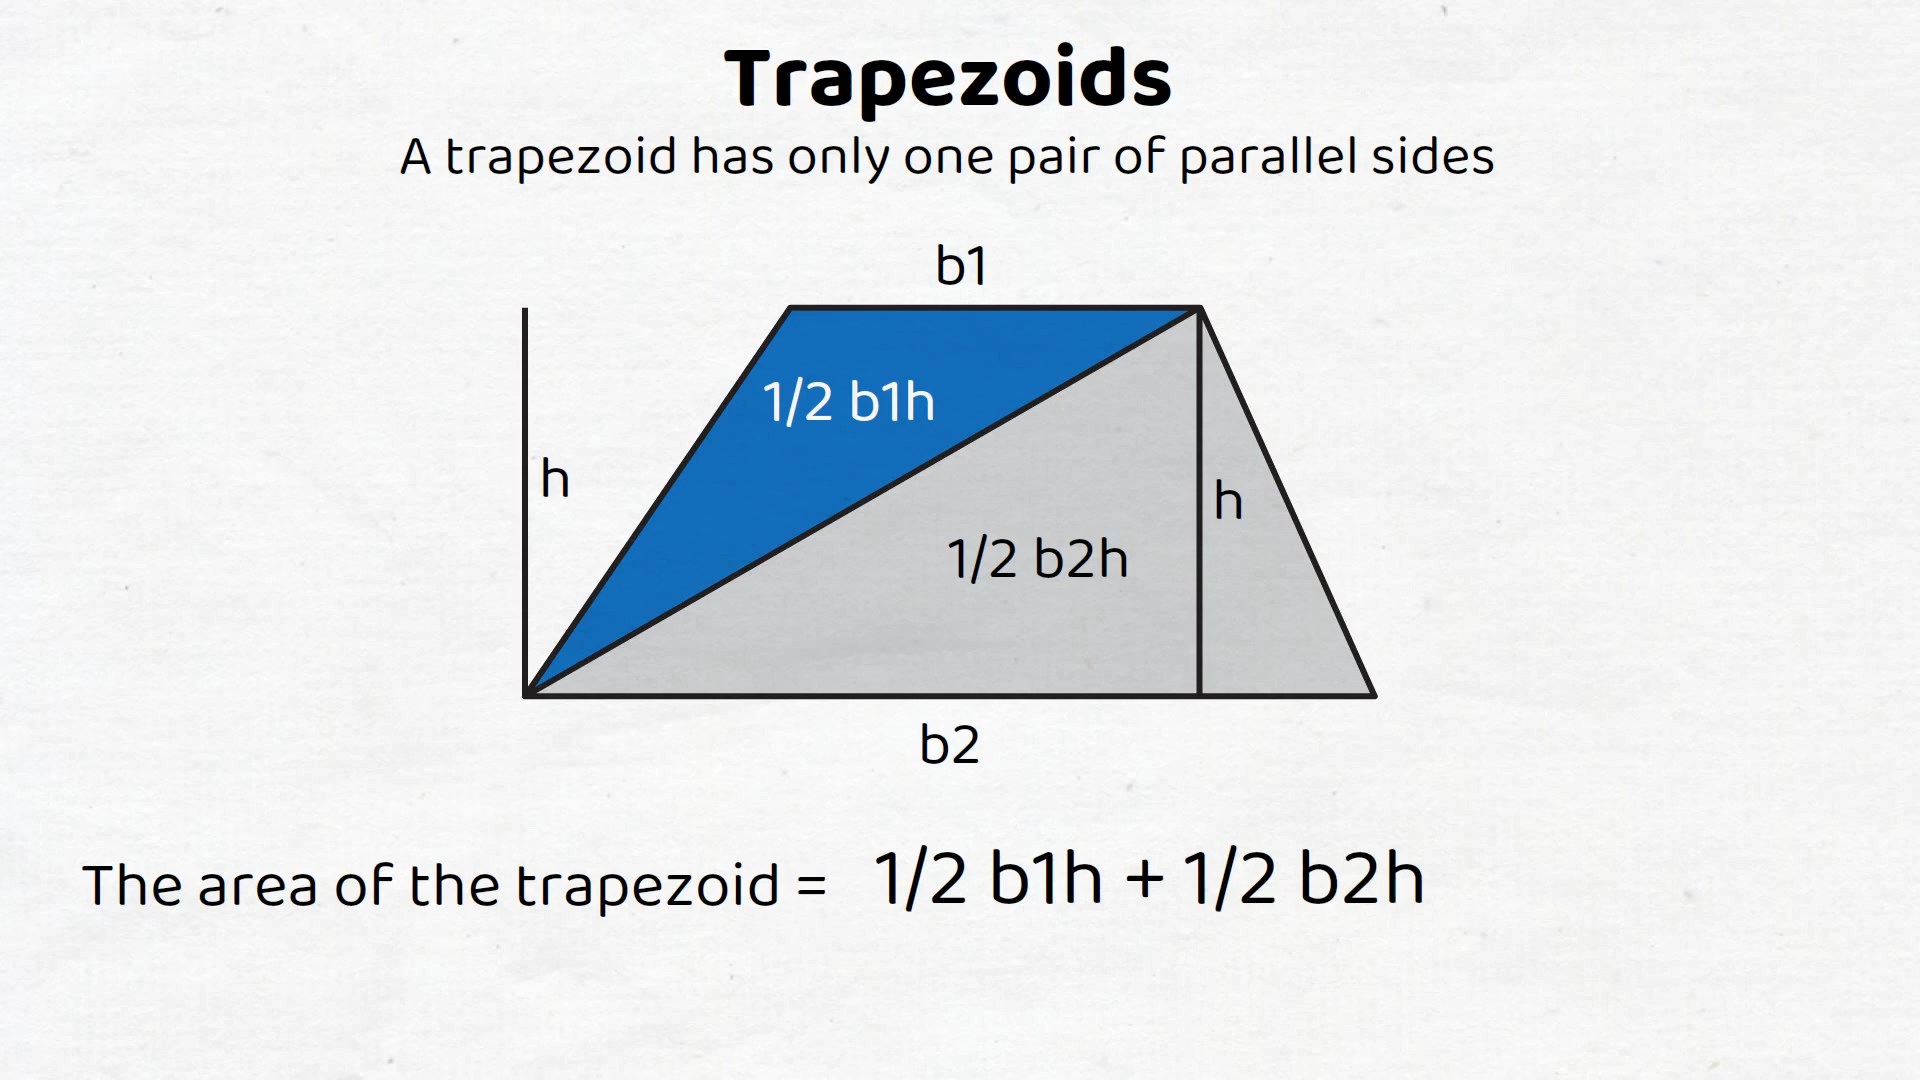 Trapezoids
A trapezoid has only one pair of parallel sides
b1
1/2 b1h
h
h
1/2 b2h
b2
The area of the trapezoid = 1/2 b1h + 1/2 b2h